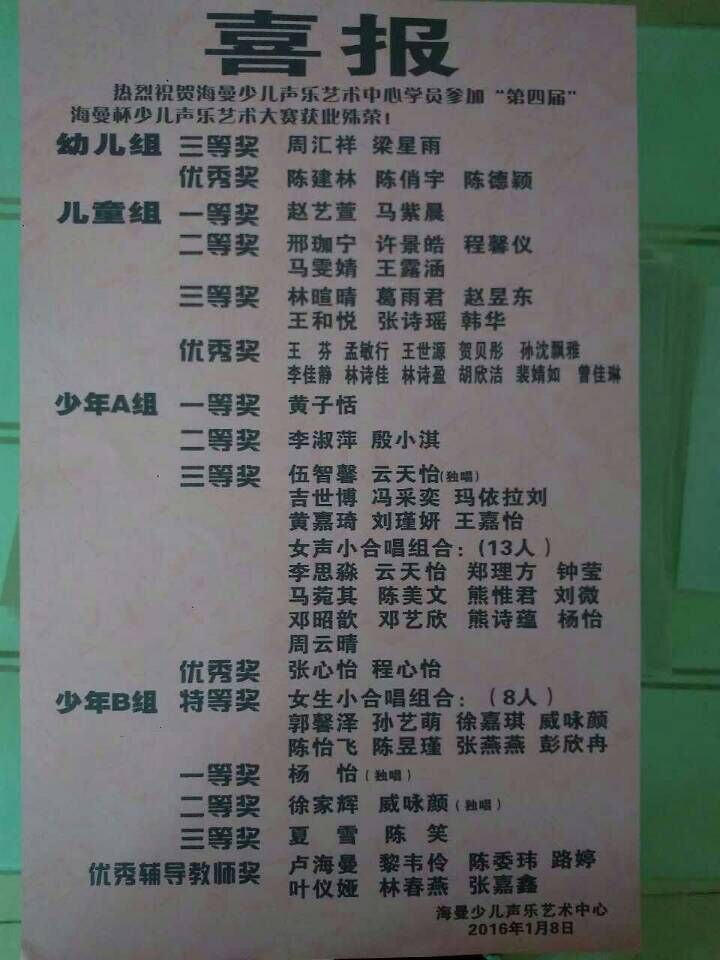 喜报
热烈祝贺海曼少儿声乐艺术中心学员参加“第四届”
海曼杯少儿声乐艺术大赛获此殊荣！
幼儿组 三等奖 周汇祥 梁星雨
优秀奖 陈建林 陈俏宇 陈德颖
儿童组 一等奖 赵艺萱 马紫晨
二等奖 邢珈宁 许景皓 程馨仪
马雯婧 王露涵
三等奖 林暄晴 葛雨君 赵昱东
王和悦 张诗瑶 韩华
优秀奖 王 芬 孟敏行 王世源 贺贝彤 孙沈飘雅
李佳静 林诗佳 林诗盈 胡欣洁 裴婧如 曾佳琳
少年A组 一等奖 黄子恬
二等奖 李淑萍 殷小淇
三等奖 伍智馨 云天怡（独唱）
吉世博 冯采奕 玛依拉刘
黄嘉琦 刘瑾妍 王嘉怡
女声小合唱组合：（13人）
李思淼 云天怡 郑理方 钟莹
马菀其 陈美文 熊惟君 刘微
邓昭歆 邓艺欣 熊诗蕴 杨怡
周云晴
优秀奖 张心怡 程心怡
少年B组 特等奖 女生小合唱组合：（8人）
郭馨泽 孙艺萌 徐嘉琪 威咏颜
陈怡飞 陈昱瑾 张燕燕 彭欣冉
一等奖 杨 怡（独唱）
二等奖 徐家辉 威咏颜（独唱）
三等奖 夏 雪 陈 笑
优秀辅导教师奖 卢海曼 黎韦伶 陈委玮 路婷
叶仪娅 林春燕 张嘉鑫
海曼少儿声乐艺术中心
2016年1月8日